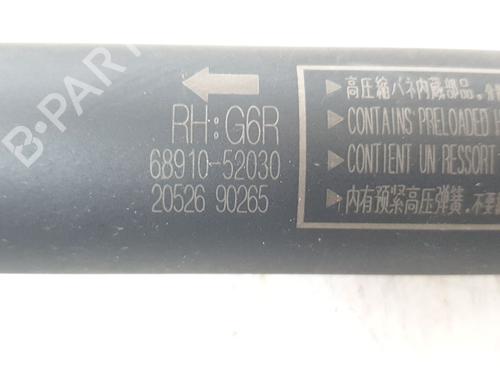 B-PARTS
RH:G6R
68910-52030
20526 90265
▶高圧縮バネ内蔵部品,
▶CONTAINS PRELOADED
▶CONTIENT UN RESSORT
▶内有预紧高压弹簧,不要